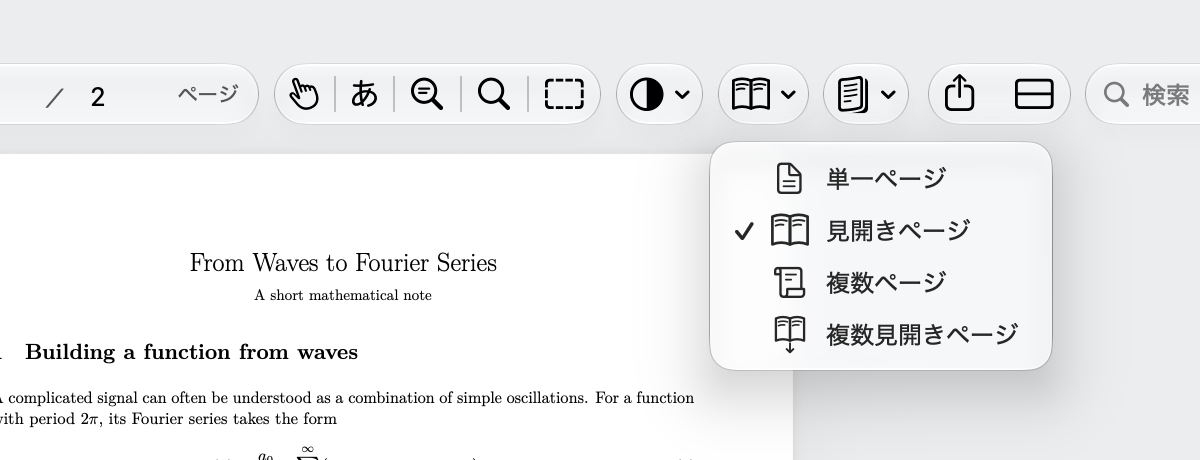 / 2 ページ あ 検索
単一ページ
見開きページ
複数ページ
複数見開きページ
From Waves to Fourier Series
A short mathematical note
Building a function from waves
A complicated signal can often be understood as a combination of simple oscillations. For a function
with period 2π, its Fourier series takes the form